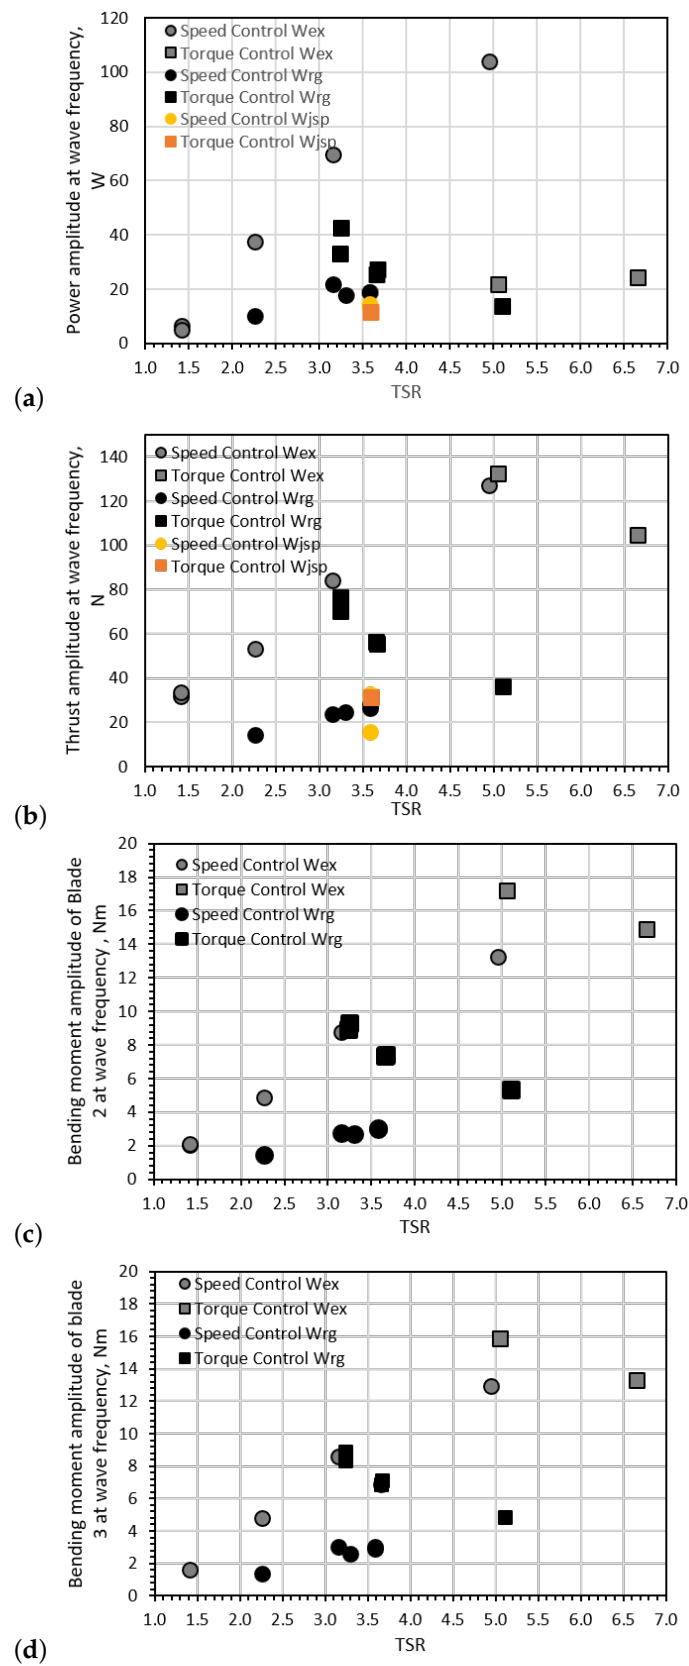 Power amplitude at wave frequency,
W
120
100
80
60
40
20
0
Speed Control Wex
Torque Control Wex
Speed Control Wrg
Torque Control Wrg
Speed Control Wjsp
Torque Control Wjsp
1.0 1.5 2.0 2.5 3.0 3.5 4.0 4.5 5.0 5.5 6.0 6.5 7.0
TSR
(a)
Thrust amplitude at wave frequency,
N
140
120
100
80
60
40
20
0
Speed Control Wex
Torque Control Wex
Speed Control Wrg
Torque Control Wrg
Speed Control Wjsp
Torque Control Wjsp
1.0 1.5 2.0 2.5 3.0 3.5 4.0 4.5 5.0 5.5 6.0 6.5 7.0
TSR
(b)
Bending moment amplitude of Blade
2 at wave frequency , Nm
20
18
16
14
12
10
8
6
4
2
0
Speed Control Wex
Torque Control Wex
Speed Control Wrg
Torque Control Wrg
1.0 1.5 2.0 2.5 3.0 3.5 4.0 4.5 5.0 5.5 6.0 6.5 7.0
TSR
(c)
Bending moment amplitude of blade
3 at wave frequency, Nm
20
18
16
14
12
10
8
6
4
2
0
Speed Control Wex
Torque Control Wex
Speed Control Wrg
Torque Control Wrg
1.0 1.5 2.0 2.5 3.0 3.5 4.0 4.5 5.0 5.5 6.0 6.5 7.0
TSR
(d)